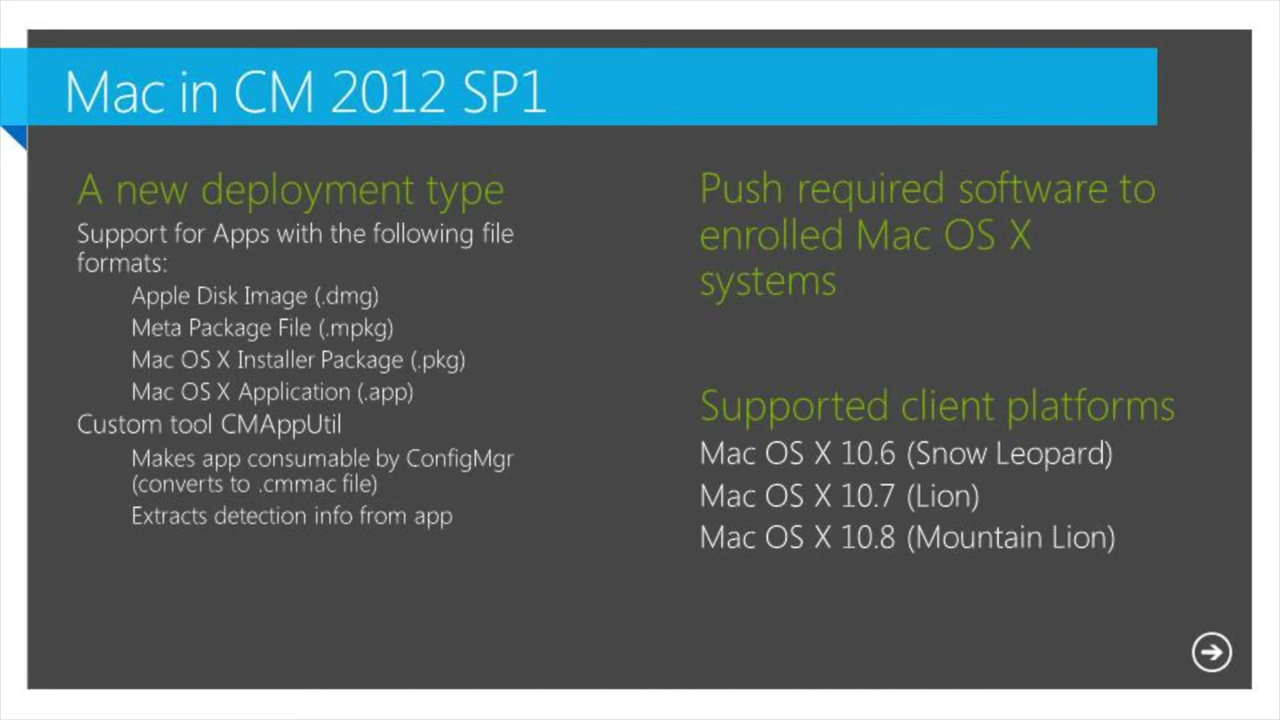 Mac in CM 2012 SP1
A new deployment type
Support for Apps with the following file
formats:
Apple Disk Image (.dmg)
Meta Package File (.mpkg)
Mac OS X Installer Package (.pkg)
Mac OS X Application (.app)
Custom tool CMAppUtil
Makes app consumable by ConfigMgr
(converts to .cmmac file)
Extracts detection info from app
Push required software to
enrolled Mac OS X
systems
Supported client platforms
Mac OS X 10.6 (Snow Leopard)
Mac OS X 10.7 (Lion)
Mac OS X 10.8 (Mountain Lion)